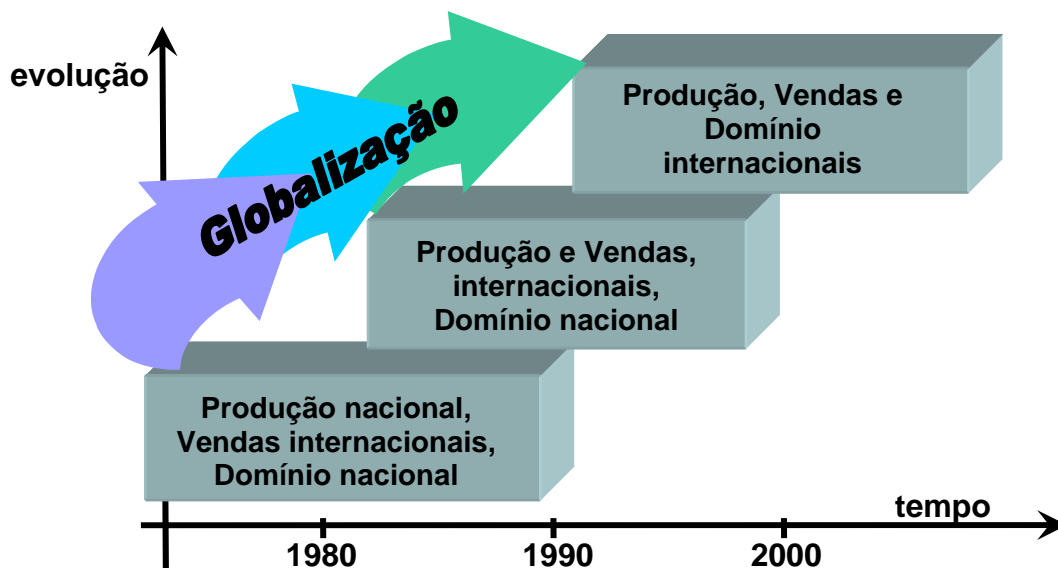 evolução
Globalização
Produção, Vendas e
Domínio
internacionais
Produção e Vendas,
internacionais,
Domínio nacional
Produção nacional,
Vendas internacionais,
Domínio nacional
tempo
1980
1990
2000